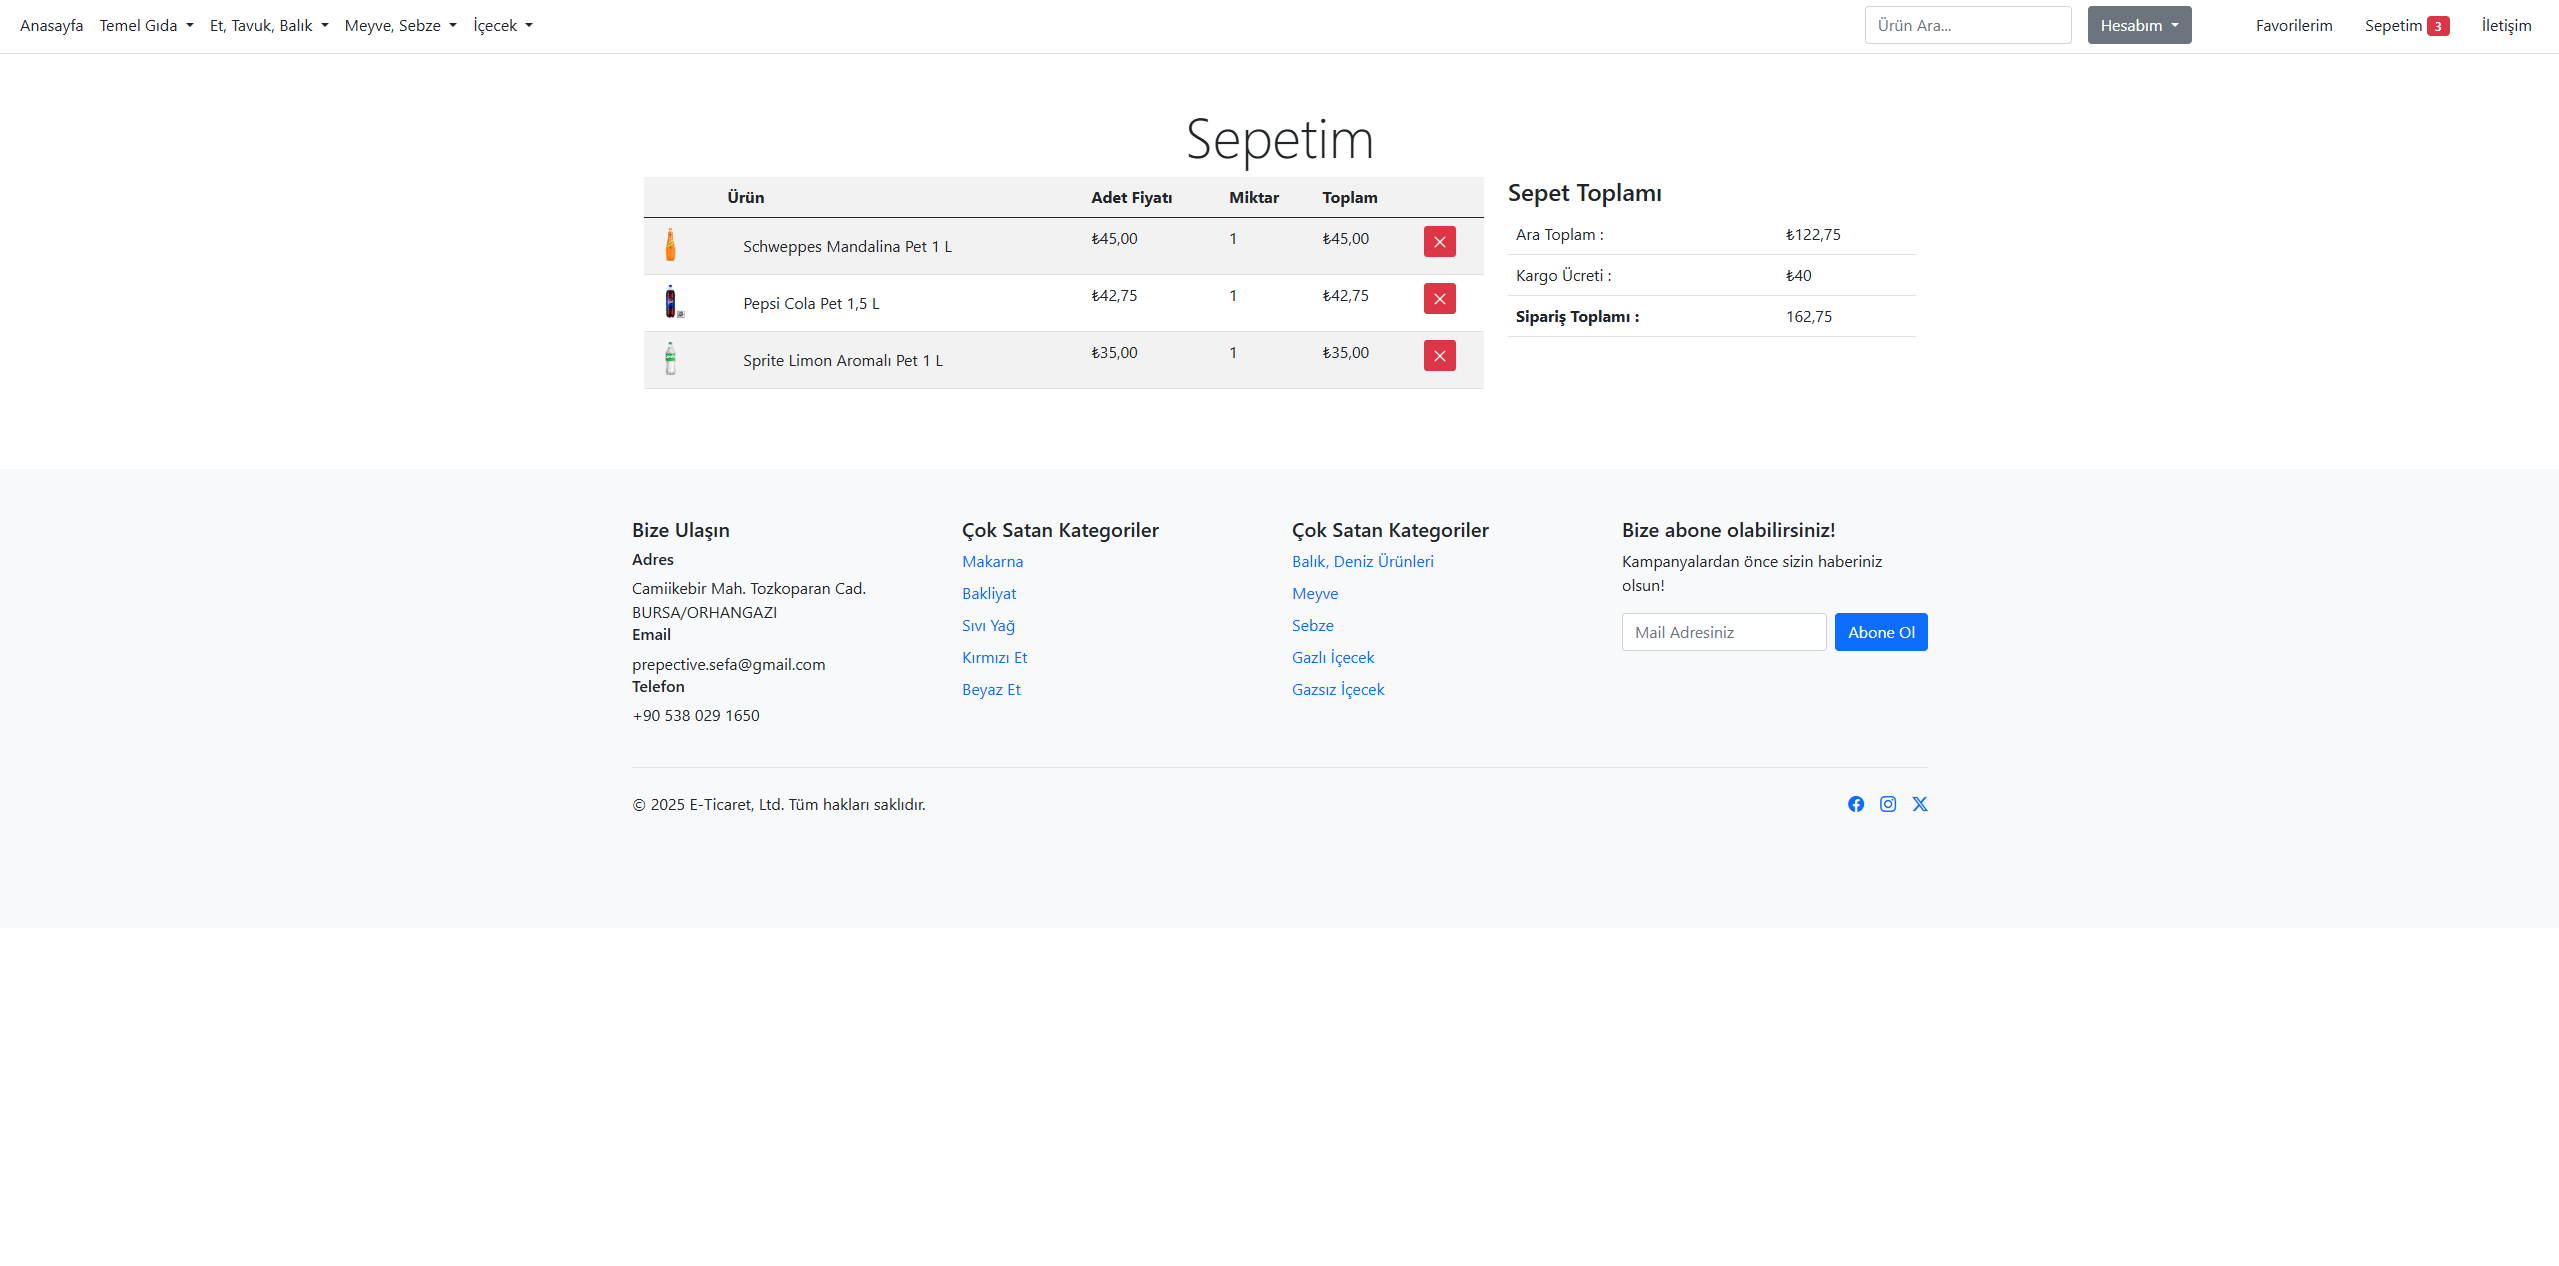 Anasayfa Temel Gıda Et, Tavuk, Balık Meyve, Sebze İçecek Ürün Ara... Hesabım Favorilerim Sepetim 3 İletişim
Sepetim
Ürün Adet Fiyatı Miktar Toplam
Schweppes Mandalina Pet 1 L ₺45,00 1 ₺45,00
Pepsi Cola Pet 1,5 L ₺42,75 1 ₺42,75
Sprite Limon Aromalı Pet 1 L ₺35,00 1 ₺35,00
Sepet Toplamı
Ara Toplam : ₺122,75
Kargo Ücreti : ₺40
Sipariş Toplamı : 162,75
Bize Ulaşın
Adres
Camiikebir Mah. Tozkoparan Cad.
BURSA/ORHANGAZI
Email
prepective.sefa@gmail.com
Telefon
+90 538 029 1650
Çok Satan Kategoriler
Makarna
Bakliyat
Sıvı Yağ
Kırmızı Et
Beyaz Et
Çok Satan Kategoriler
Balık, Deniz Ürünleri
Meyve
Sebze
Gazlı İçecek
Gazsız İçecek
Bize abone olabilirsiniz!
Kampanyalardan önce sizin haberiniz
olsun!
Mail Adresiniz Abone Ol
© 2025 E-Ticaret, Ltd. Tüm hakları saklıdır.